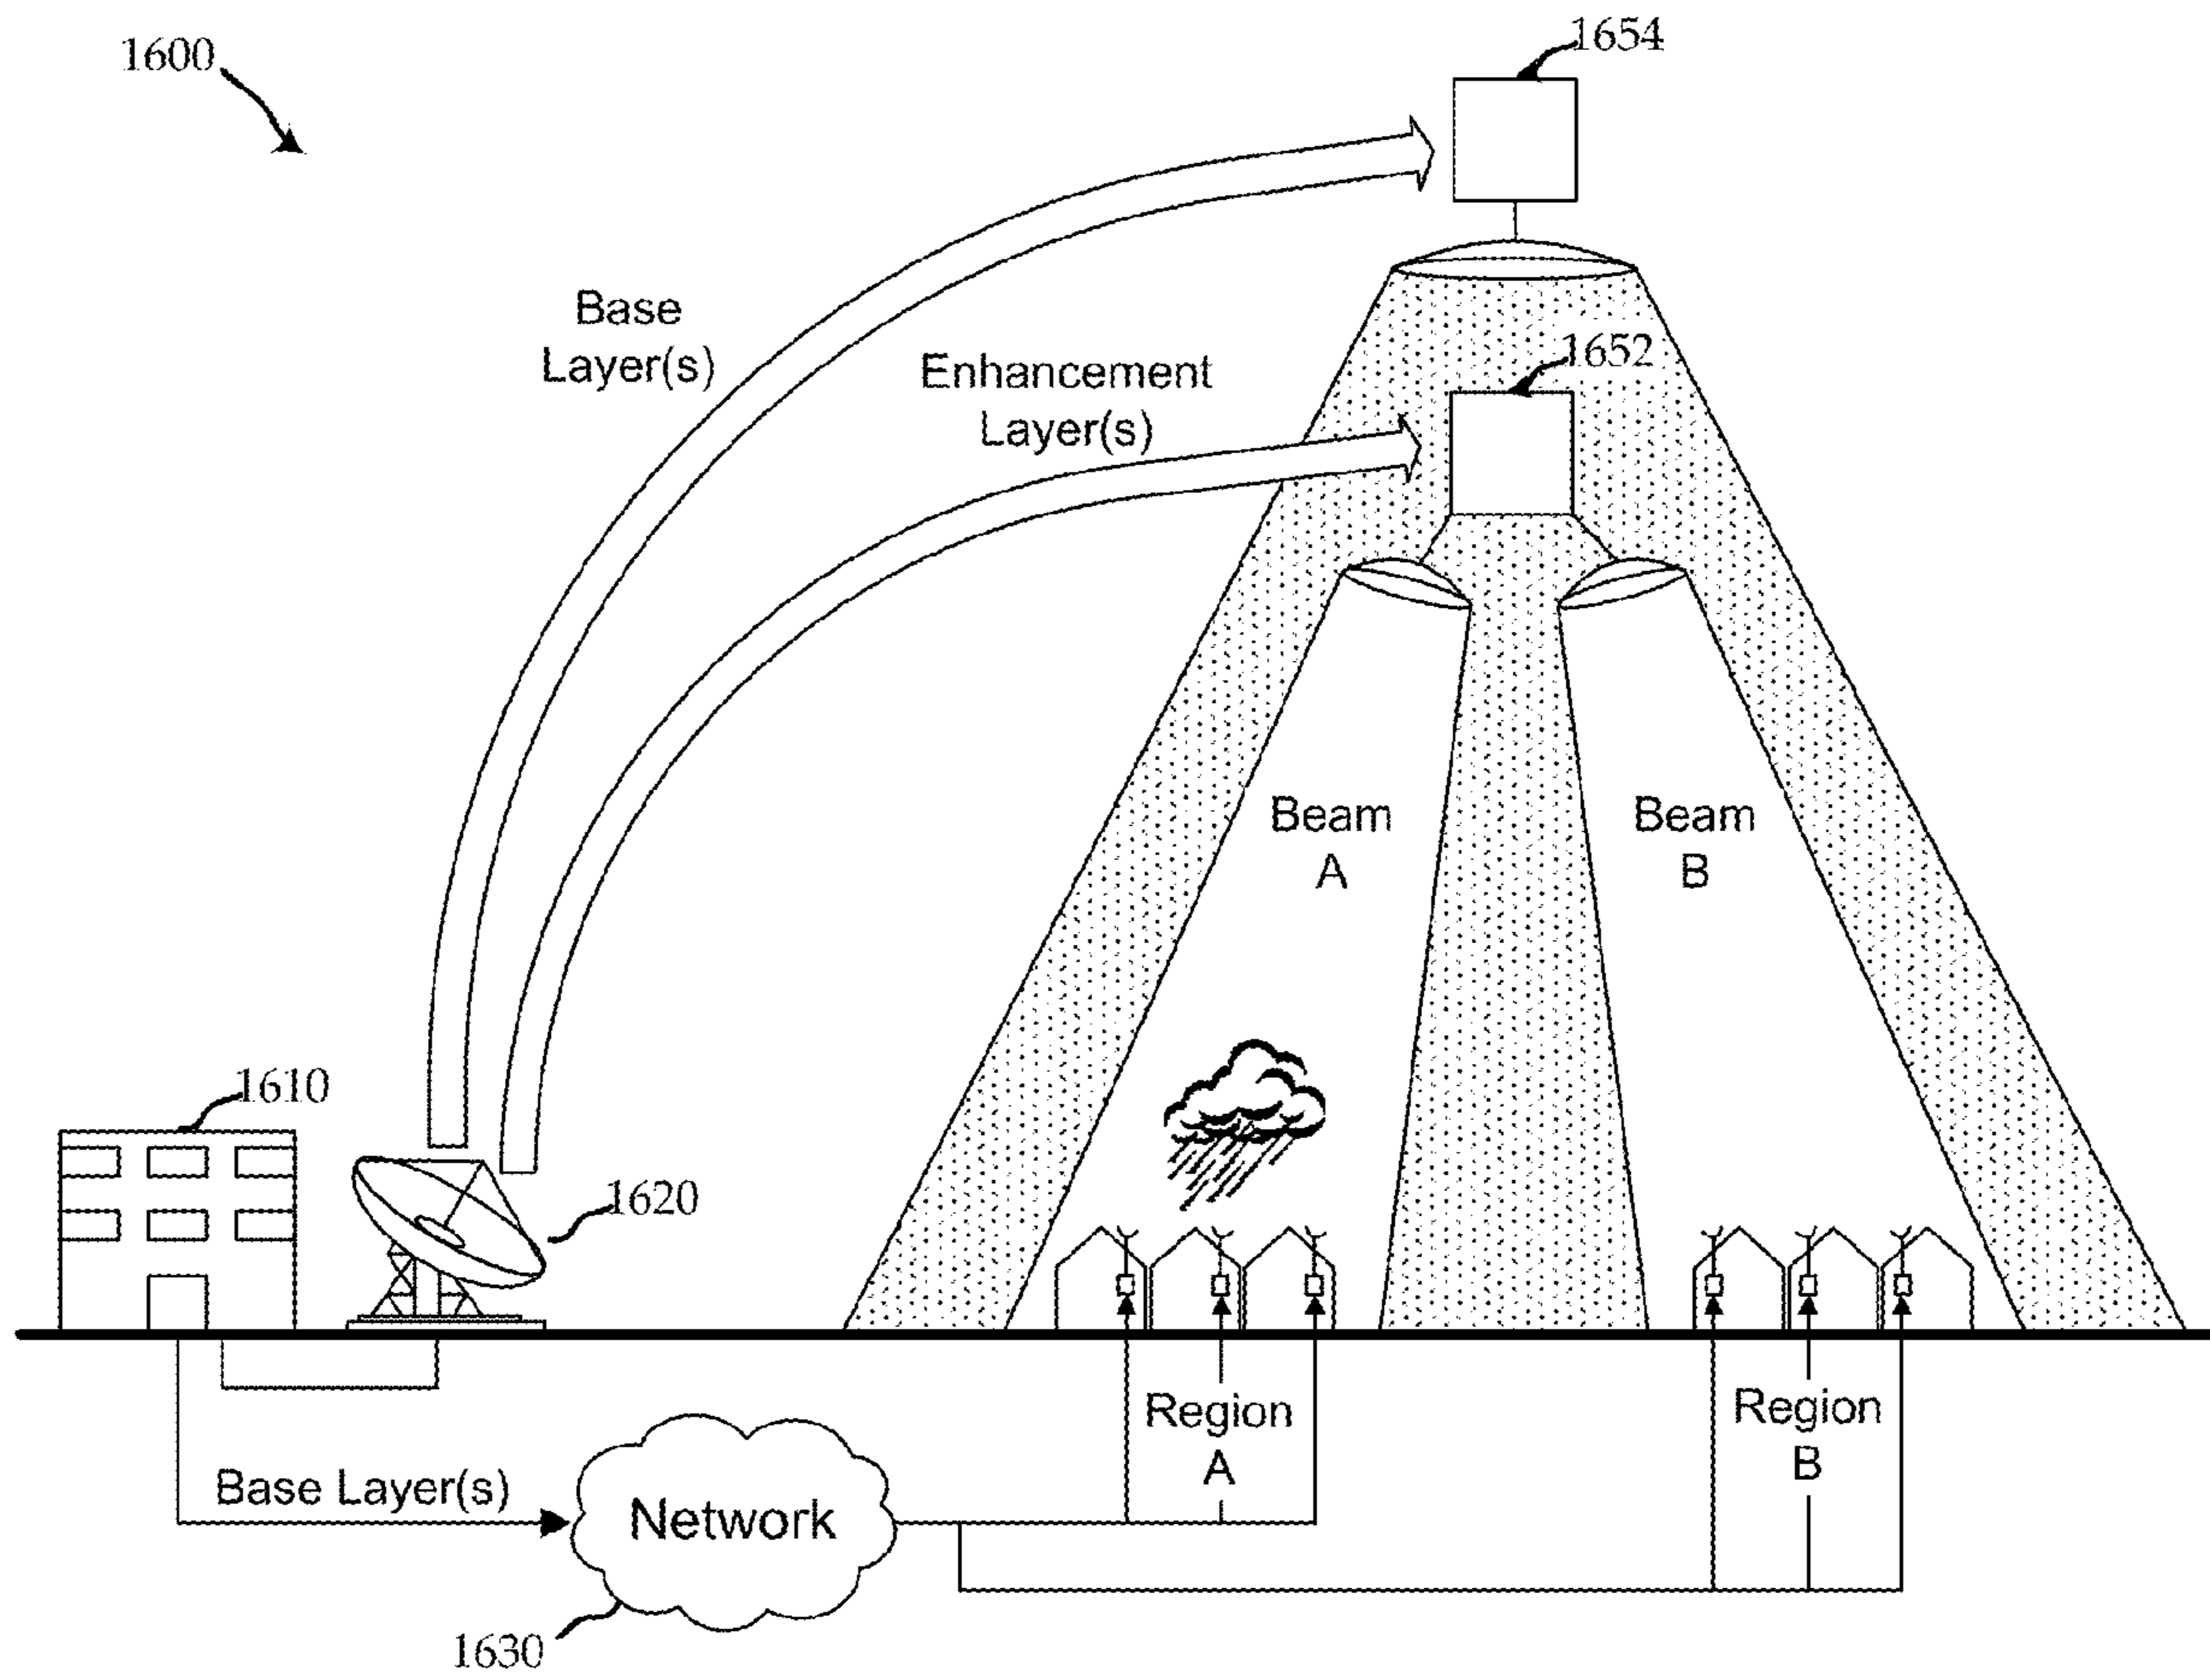 1600
1654
Base
Layer(s)
1652
Enhancement
Layer(s)
Beam
A
Beam
B
1610
1620
Region
A
Region
B
Base Layer(s)
Network
1630